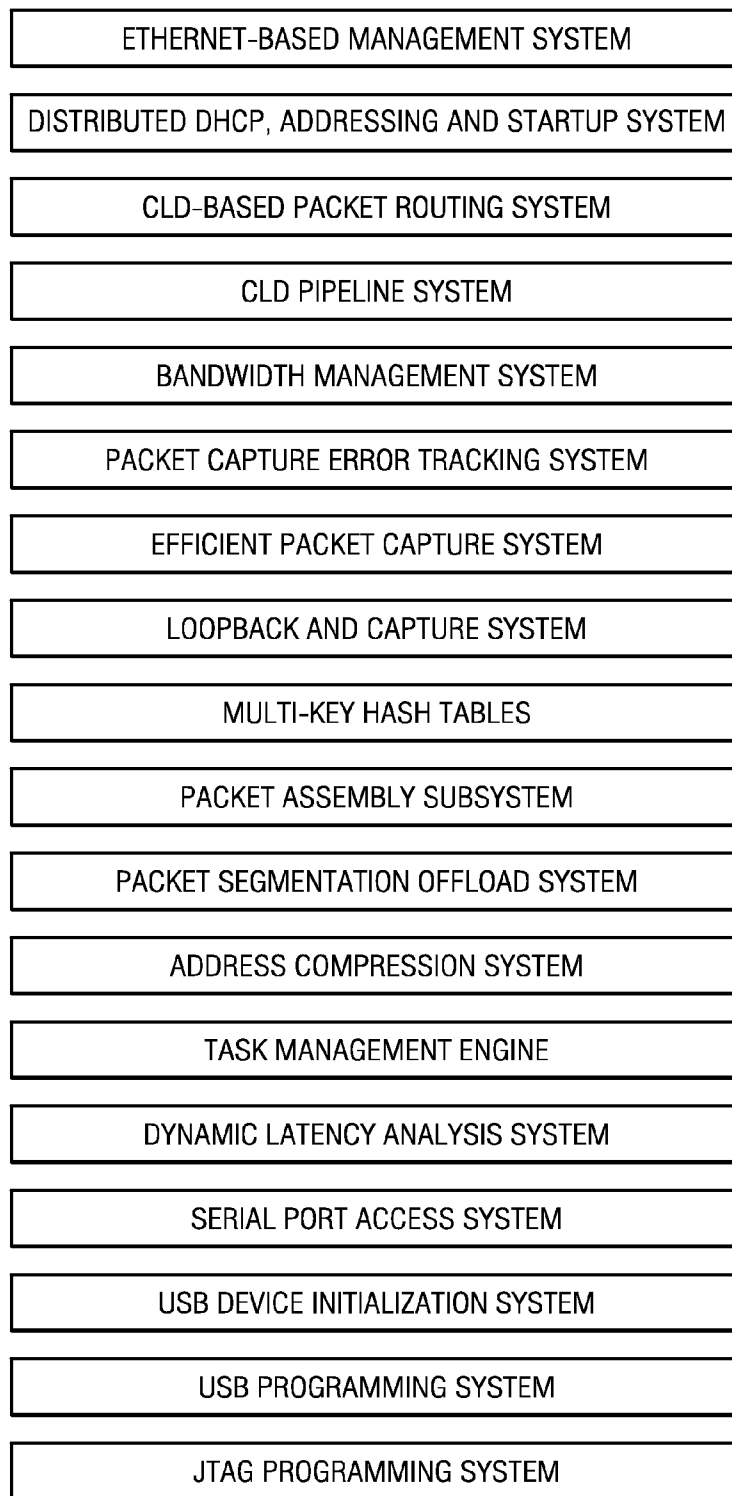 ETHERNET-BASED MANAGEMENT SYSTEM
DISTRIBUTED DHCP, ADDRESSING AND STARTUP SYSTEM
CLD-BASED PACKET ROUTING SYSTEM
CLD PIPELINE SYSTEM
BANDWIDTH MANAGEMENT SYSTEM
PACKET CAPTURE ERROR TRACKING SYSTEM
EFFICIENT PACKET CAPTURE SYSTEM
LOOPBACK AND CAPTURE SYSTEM
MULTI-KEY HASH TABLES
PACKET ASSEMBLY SUBSYSTEM
PACKET SEGMENTATION OFFLOAD SYSTEM
ADDRESS COMPRESSION SYSTEM
TASK MANAGEMENT ENGINE
DYNAMIC LATENCY ANALYSIS SYSTEM
SERIAL PORT ACCESS SYSTEM
USB DEVICE INITIALIZATION SYSTEM
USB PROGRAMMING SYSTEM
JTAG PROGRAMMING SYSTEM